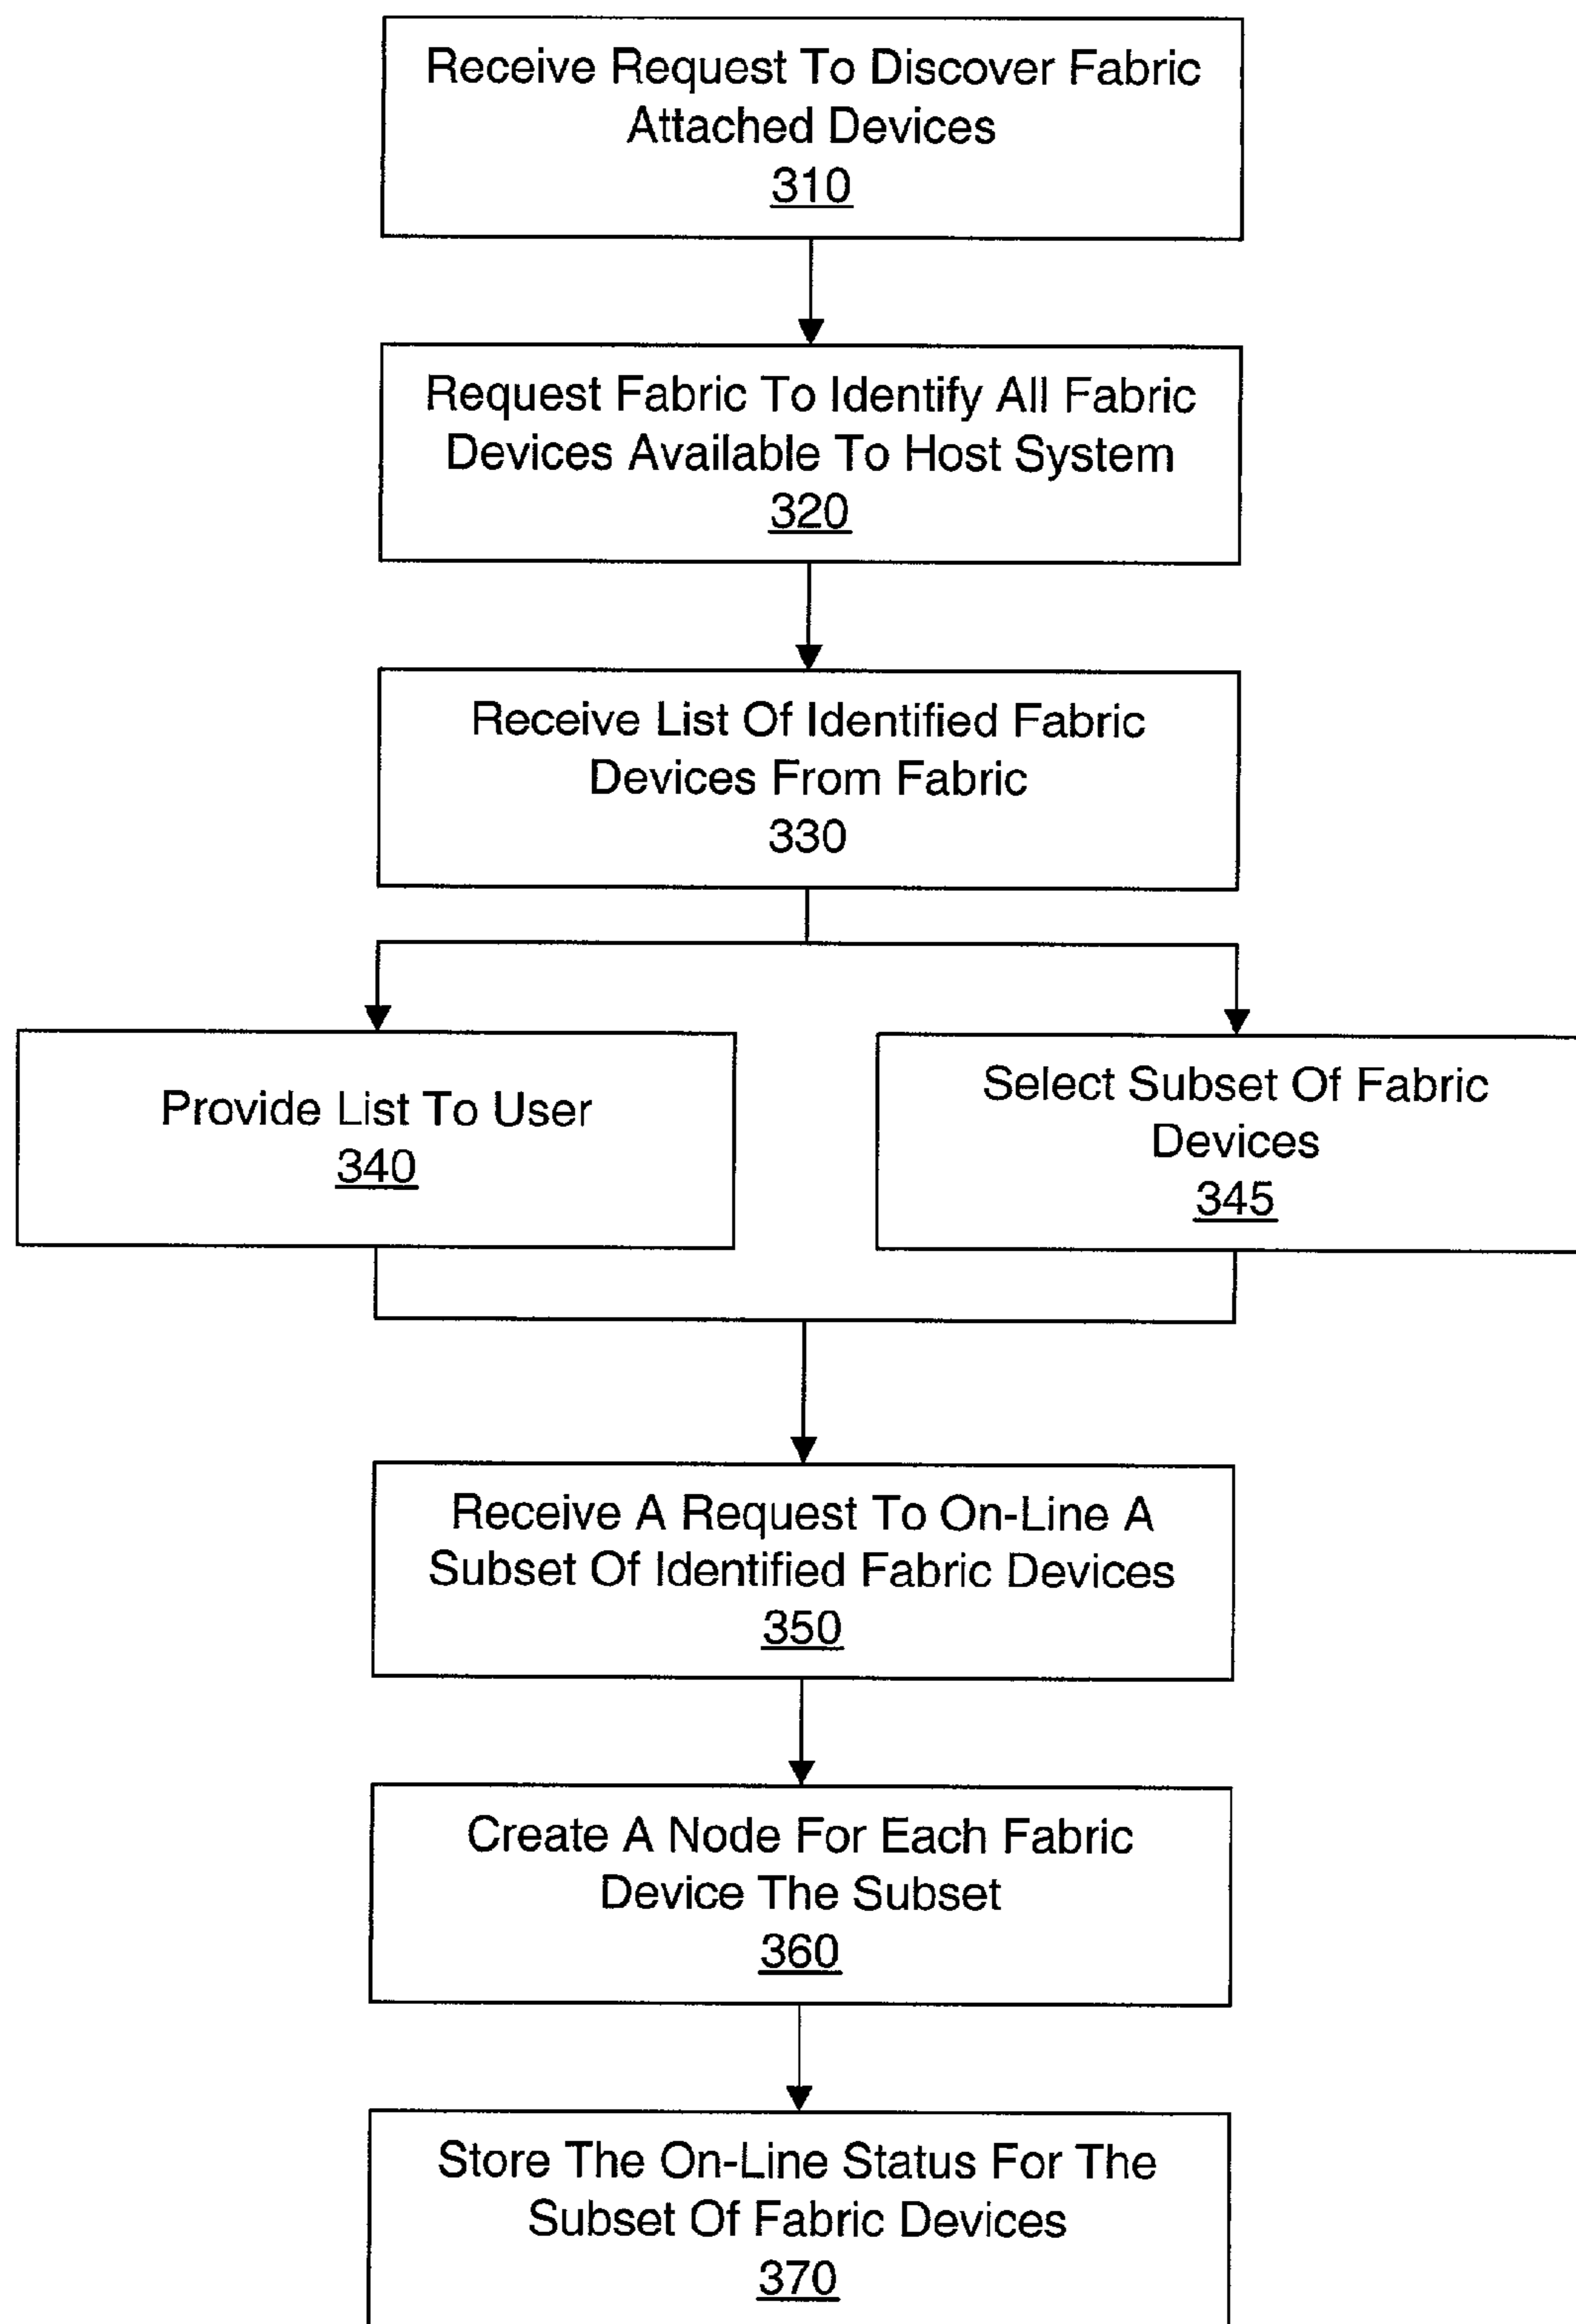 Receive Request To Discover Fabric
Attached Devices
310
Request Fabric To Identify All Fabric
Devices Available To Host System
320
Receive List Of Identified Fabric
Devices From Fabric
330
Provide List To User
340
Select Subset Of Fabric
Devices
345
Receive A Request To On-Line A
Subset Of Identified Fabric Devices
350
Create A Node For Each Fabric
Device The Subset
360
Store The On-Line Status For The
Subset Of Fabric Devices
370